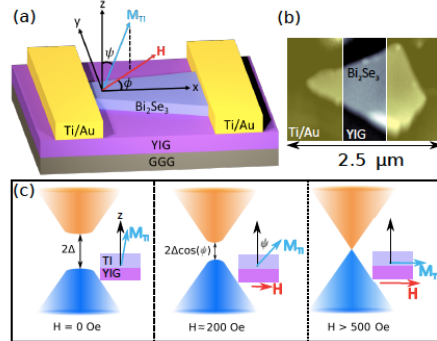 (a)
z
M_TI
y
ψ
H
ϕ
x
Bi₂Se₃
Ti/Au
Ti/Au
YIG
GGG
(b)
Bi₂Se₃
Ti/Au
YIG
2.5 µm
(c)
2Δ
z
M_TI
TI
YIG
H = 0 Oe
2Δcos(ψ)
ψ
M_TI
H
H ≃ 200 Oe
M_TI
H
H > 500 Oe